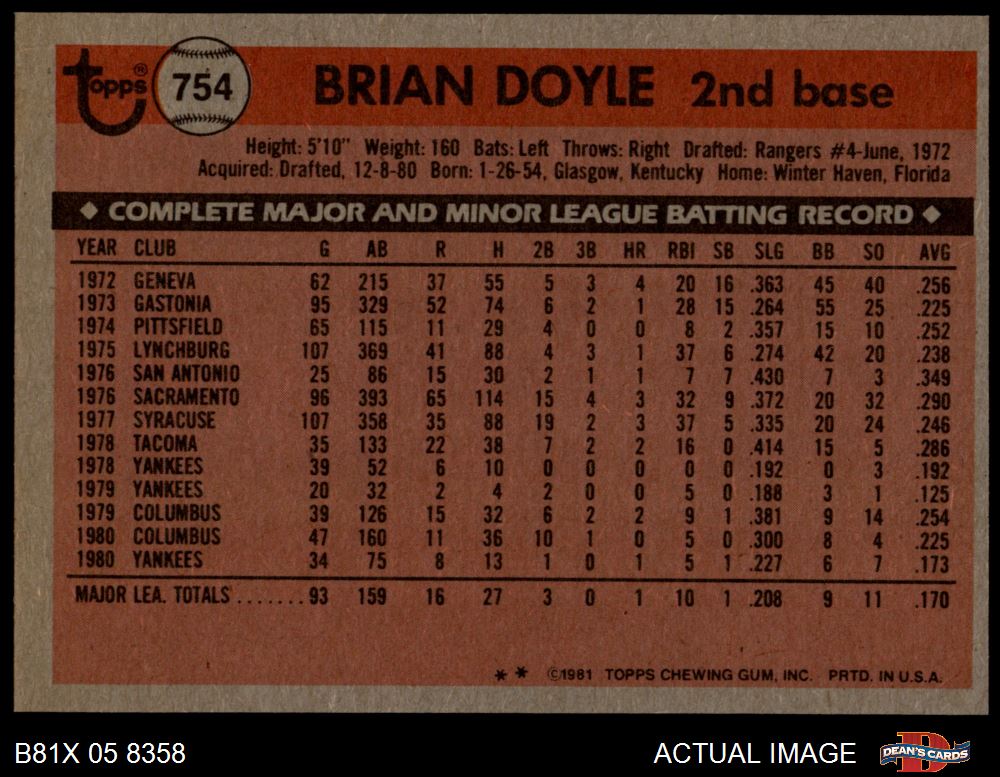 topps® 754 BRIAN DOYLE 2nd base
Height: 5'10" Weight: 160 Bats: Left Throws: Right Drafted: Rangers #4-June, 1972
Acquired: Drafted, 12-8-80 Born: 1-26-54, Glasgow, Kentucky Home: Winter Haven, Florida
◆ COMPLETE MAJOR AND MINOR LEAGUE BATTING RECORD ◆
YEAR CLUB G AB R H 2B 3B HR RBI SB SLG BB SO AVG
1972 GENEVA 62 215 37 55 5 3 4 20 16 .363 45 40 .256
1973 GASTONIA 95 329 52 74 6 2 1 28 15 .264 55 25 .225
1974 PITTSFIELD 65 115 11 29 4 0 0 8 2 .357 15 10 .252
1975 LYNCHBURG 107 369 41 88 4 3 1 37 6 .274 42 20 .238
1976 SAN ANTONIO 25 86 15 30 2 1 1 7 7 .430 7 3 .349
1976 SACRAMENTO 96 393 65 114 15 4 3 32 9 .372 20 32 .290
1977 SYRACUSE 107 358 35 88 19 2 3 37 5 .335 20 24 .246
1978 TACOMA 35 133 22 38 7 2 2 16 0 .414 15 5 .286
1978 YANKEES 39 52 6 10 0 0 0 0 0 .192 0 3 .192
1979 YANKEES 20 32 2 4 2 0 0 5 0 .188 3 1 .125
1979 COLUMBUS 39 126 15 32 6 2 2 9 1 .381 9 14 .254
1980 COLUMBUS 47 160 11 36 10 1 0 5 0 .300 8 4 .225
1980 YANKEES 34 75 8 13 1 0 1 5 1 .227 6 7 .173
MAJOR LEA. TOTALS ....... 93 159 16 27 3 0 1 10 1 .208 9 11 .170
* * ©1981 TOPPS CHEWING GUM, INC. PRTD. IN U.S.A.
B81X 05 8358 ACTUAL IMAGE DEAN'S CARDS